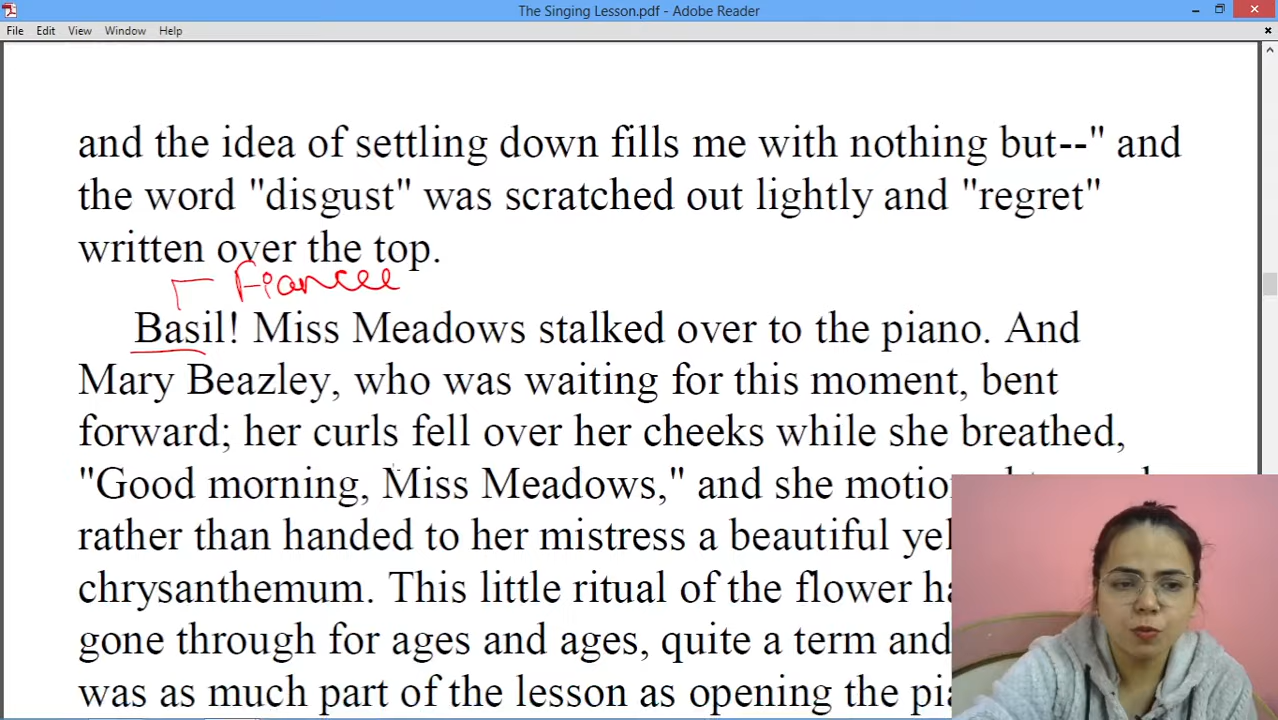 The Singing Lesson.pdf - Adobe Reader
File Edit View Window Help
and the idea of settling down fills me with nothing but--" and
the word "disgust" was scratched out lightly and "regret"
written over the top.
Fiancee
Basil! Miss Meadows stalked over to the piano. And
Mary Beazley, who was waiting for this moment, bent
forward; her curls fell over her cheeks while she breathed,
"Good morning, Miss Meadows," and she
rather than handed to her mistress a beautiful
chrysanthemum. This little ritual of the flower
gone through for ages and ages, quite a term and
was as much part of the lesson as opening the